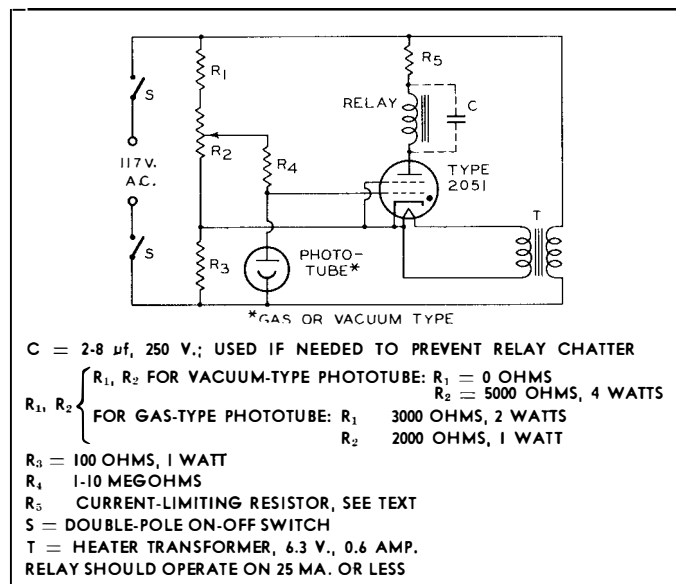 R₁
R₅
S
RELAY
C
R₂
R₄
117 V.
A.C.
TYPE
2051
T
S
R₃
PHOTO-
TUBE*
*GAS OR VACUUM TYPE
C = 2-8 µf, 250 V.; USED IF NEEDED TO PREVENT RELAY CHATTER
R₁, R₂ FOR VACUUM-TYPE PHOTOTUBE: R₁ = 0 OHMS
R₂ = 5000 OHMS, 4 WATTS
R₁, R₂
FOR GAS-TYPE PHOTOTUBE: R₁ 3000 OHMS, 2 WATTS
R₂ 2000 OHMS, 1 WATT
R₃ = 100 OHMS, 1 WATT
R₄ 1-10 MEGOHMS
R₅ CURRENT-LIMITING RESISTOR, SEE TEXT
S = DOUBLE-POLE ON-OFF SWITCH
T = HEATER TRANSFORMER, 6.3 V., 0.6 AMP.
RELAY SHOULD OPERATE ON 25 MA. OR LESS